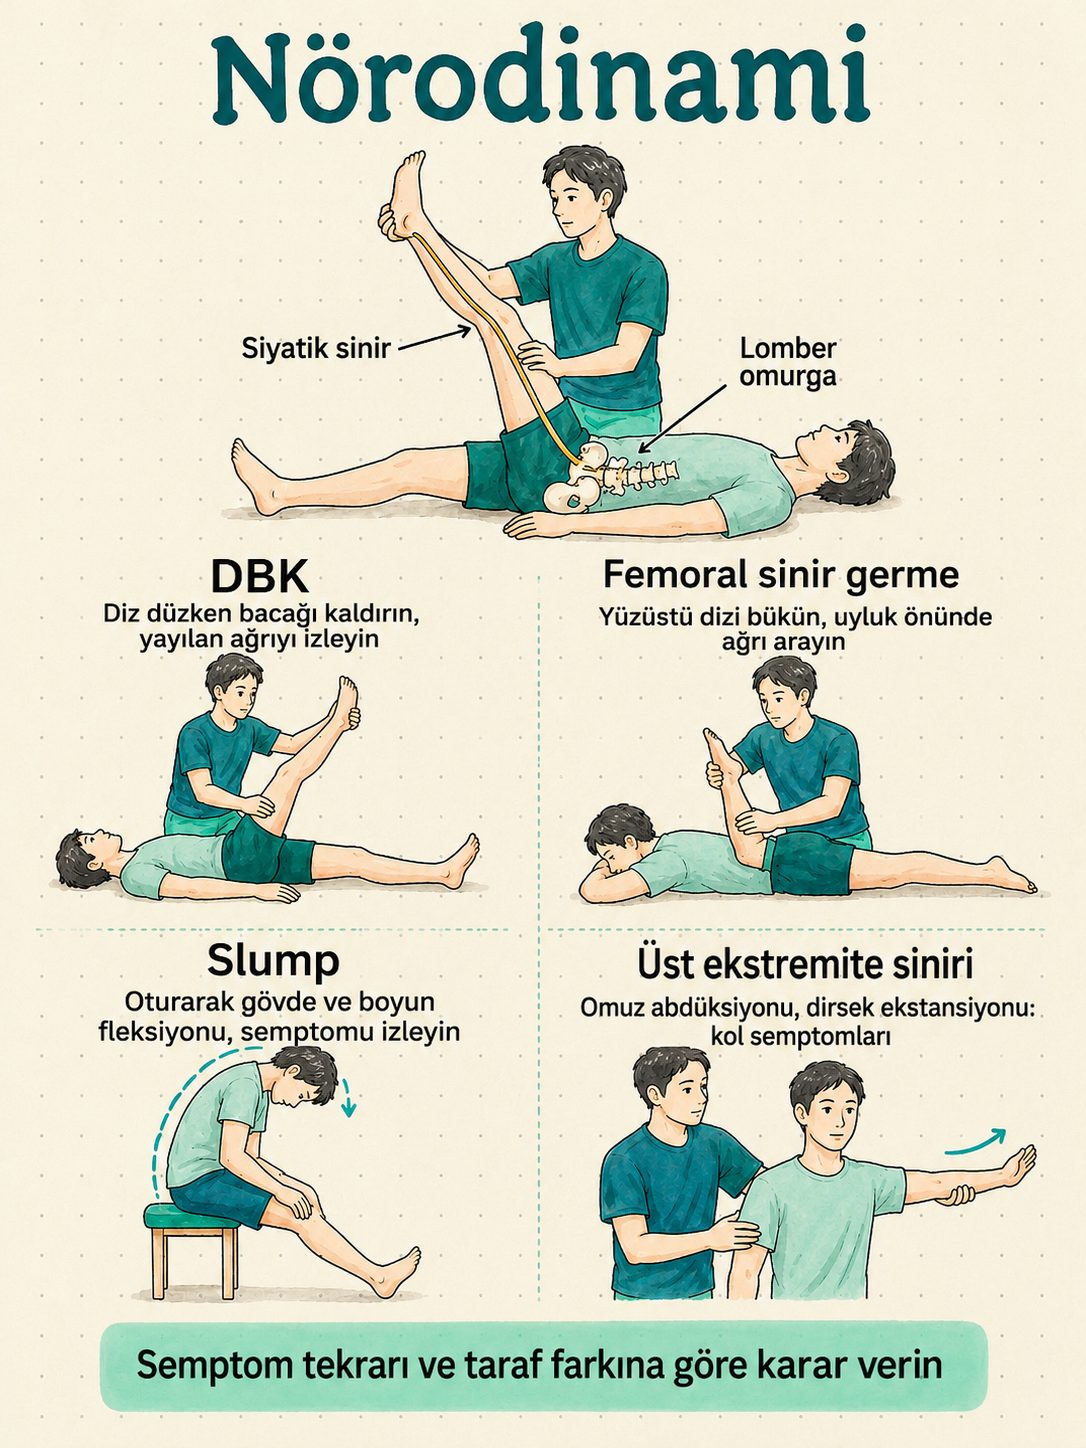 Nörodinami
Siyatik sinir
Lomber
omurga
DBK
Diz düzken bacağı kaldırın,
yayılan ağrıyı izleyin
Femoral sinir germe
Yüzüstü dizi bükün, uyluk önünde
ağrı arayın
Slump
Oturarak gövde ve boyun
fleksiyonu, semptomu izleyin
Üst ekstremite siniri
Omuz abdüksiyonu, dirsek ekstansiyonu:
kol semptomları
Semptom tekrarı ve taraf farkına göre karar verin